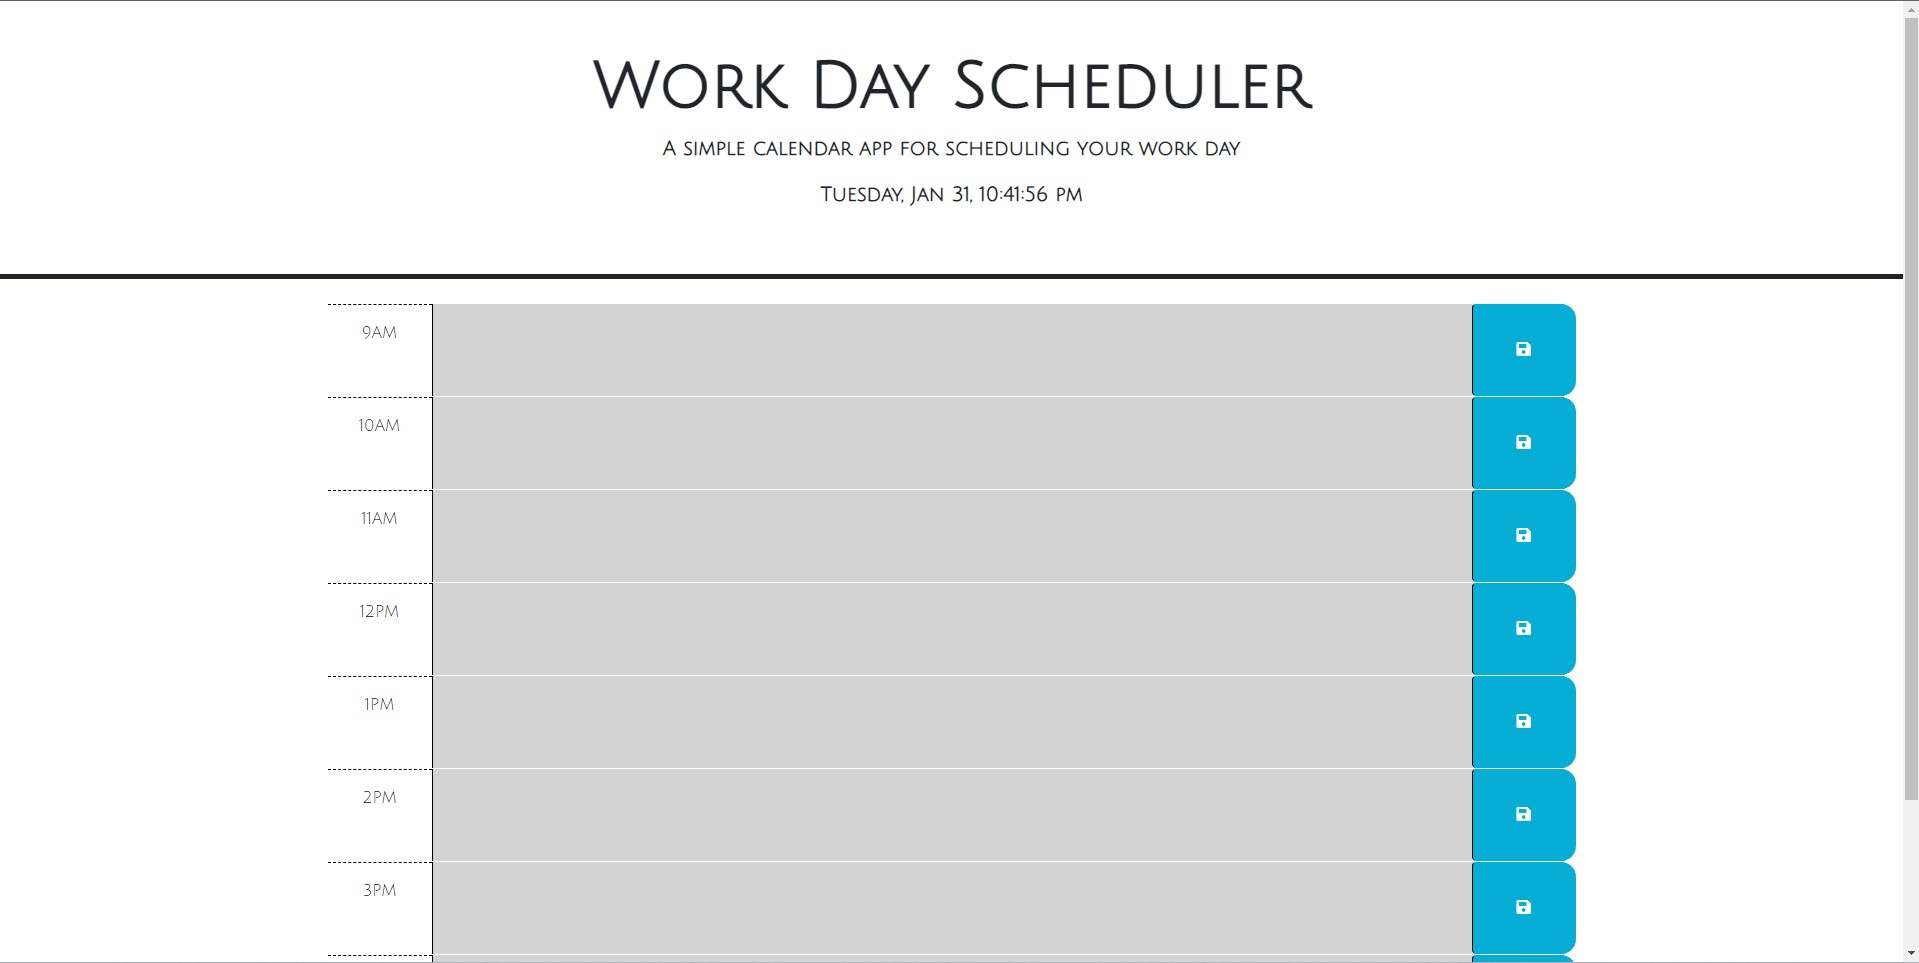 Work Day Scheduler
A simple calendar app for scheduling your work day
Tuesday, Jan 31, 10:41:56 pm
9AM
10AM
11AM
12PM
1PM
2PM
3PM